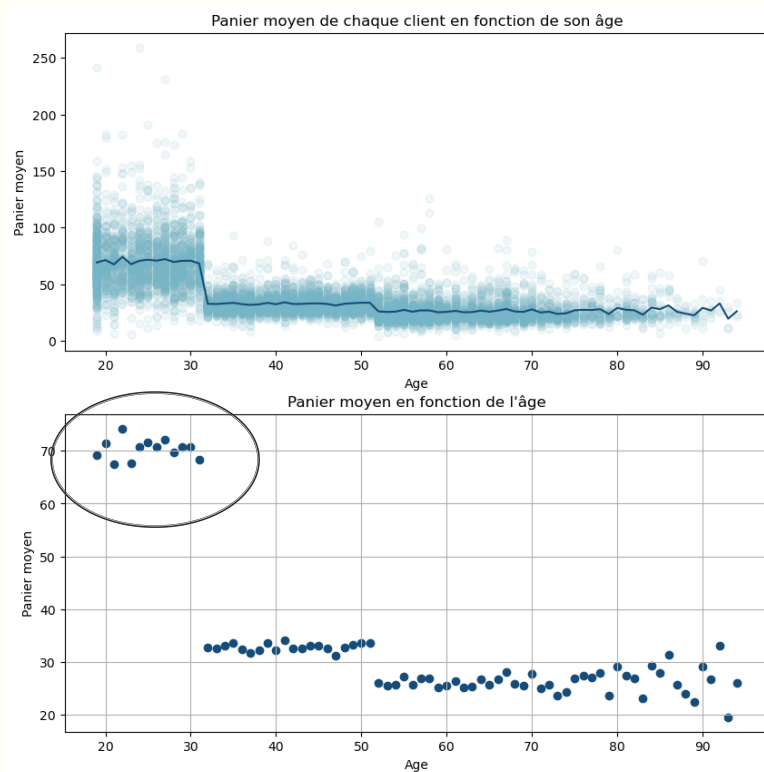 Panier moyen de chaque client en fonction de son âge
250
200
150
100
50
0
Panier moyen
20 30 40 50 60 70 80 90
Age
Panier moyen en fonction de l'âge
70
60
50
40
30
20
Panier moyen
20 30 40 50 60 70 80 90
Age